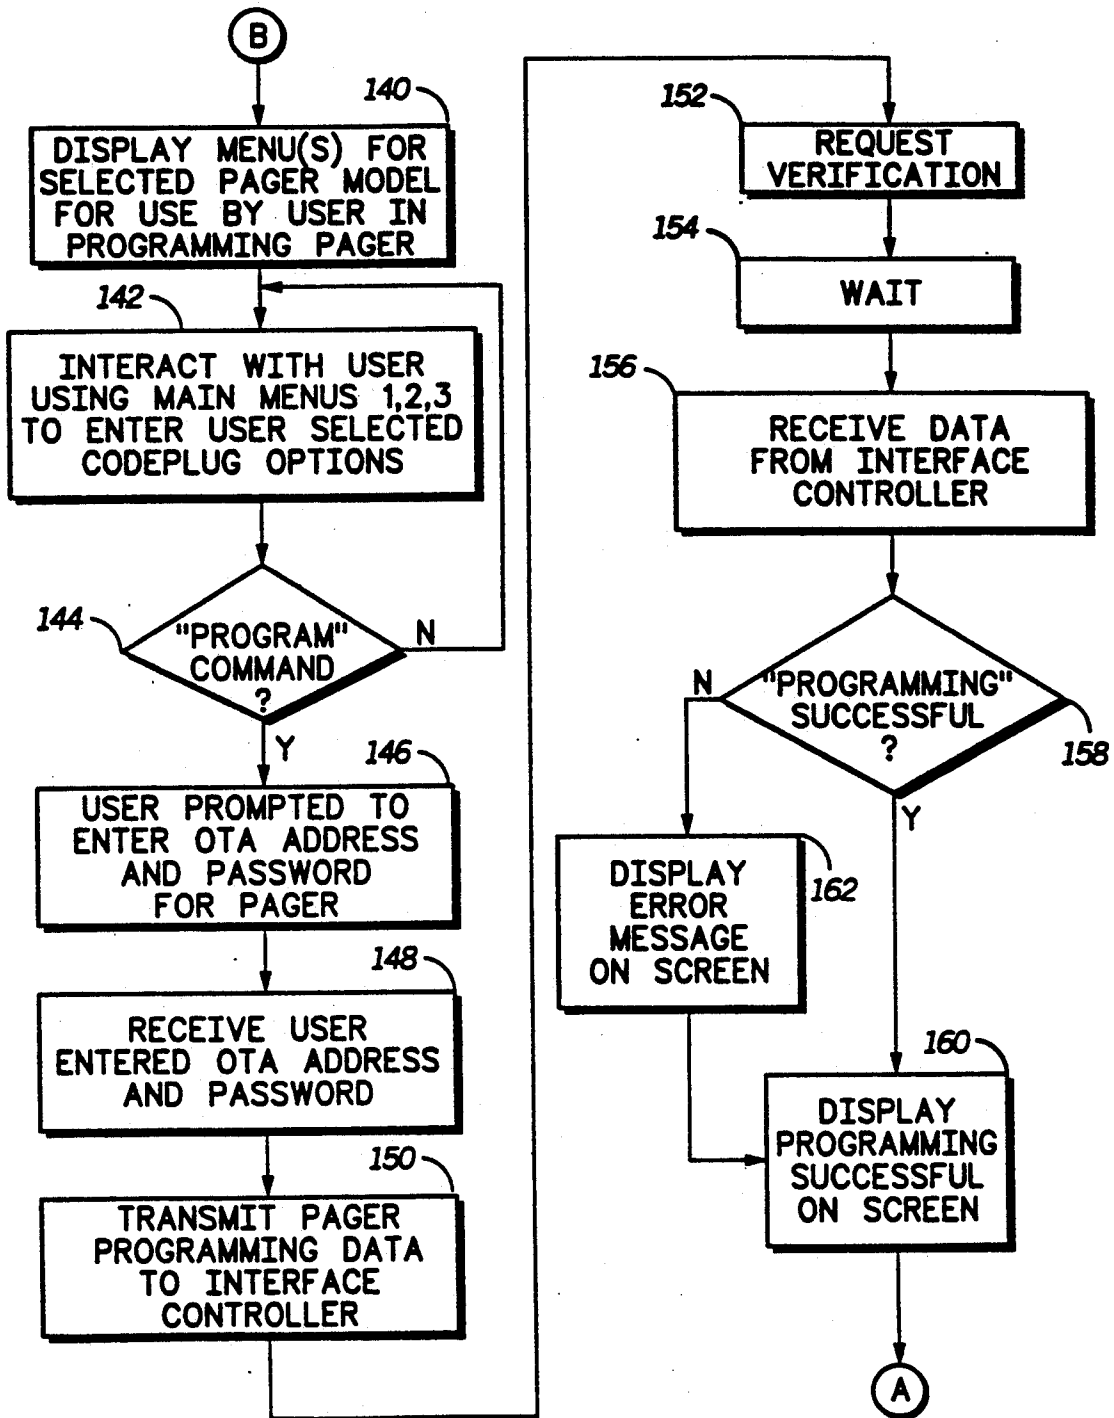 B
140
DISPLAY MENU(S) FOR
SELECTED PAGER MODEL
FOR USE BY USER IN
PROGRAMMING PAGER
142
INTERACT WITH USER
USING MAIN MENUS 1,2,3
TO ENTER USER SELECTED
CODEPLUG OPTIONS
144
"PROGRAM"
COMMAND
?
N
Y
146
USER PROMPTED TO
ENTER OTA ADDRESS
AND PASSWORD
FOR PAGER
148
RECEIVE USER
ENTERED OTA ADDRESS
AND PASSWORD
150
TRANSMIT PAGER
PROGRAMMING DATA
TO INTERFACE
CONTROLLER
152
REQUEST
VERIFICATION
154
WAIT
156
RECEIVE DATA
FROM INTERFACE
CONTROLLER
N
"PROGRAMMING"
SUCCESSFUL
?
158
Y
DISPLAY
ERROR
MESSAGE
ON SCREEN
162
160
DISPLAY
PROGRAMMING
SUCCESSFUL
ON SCREEN
A